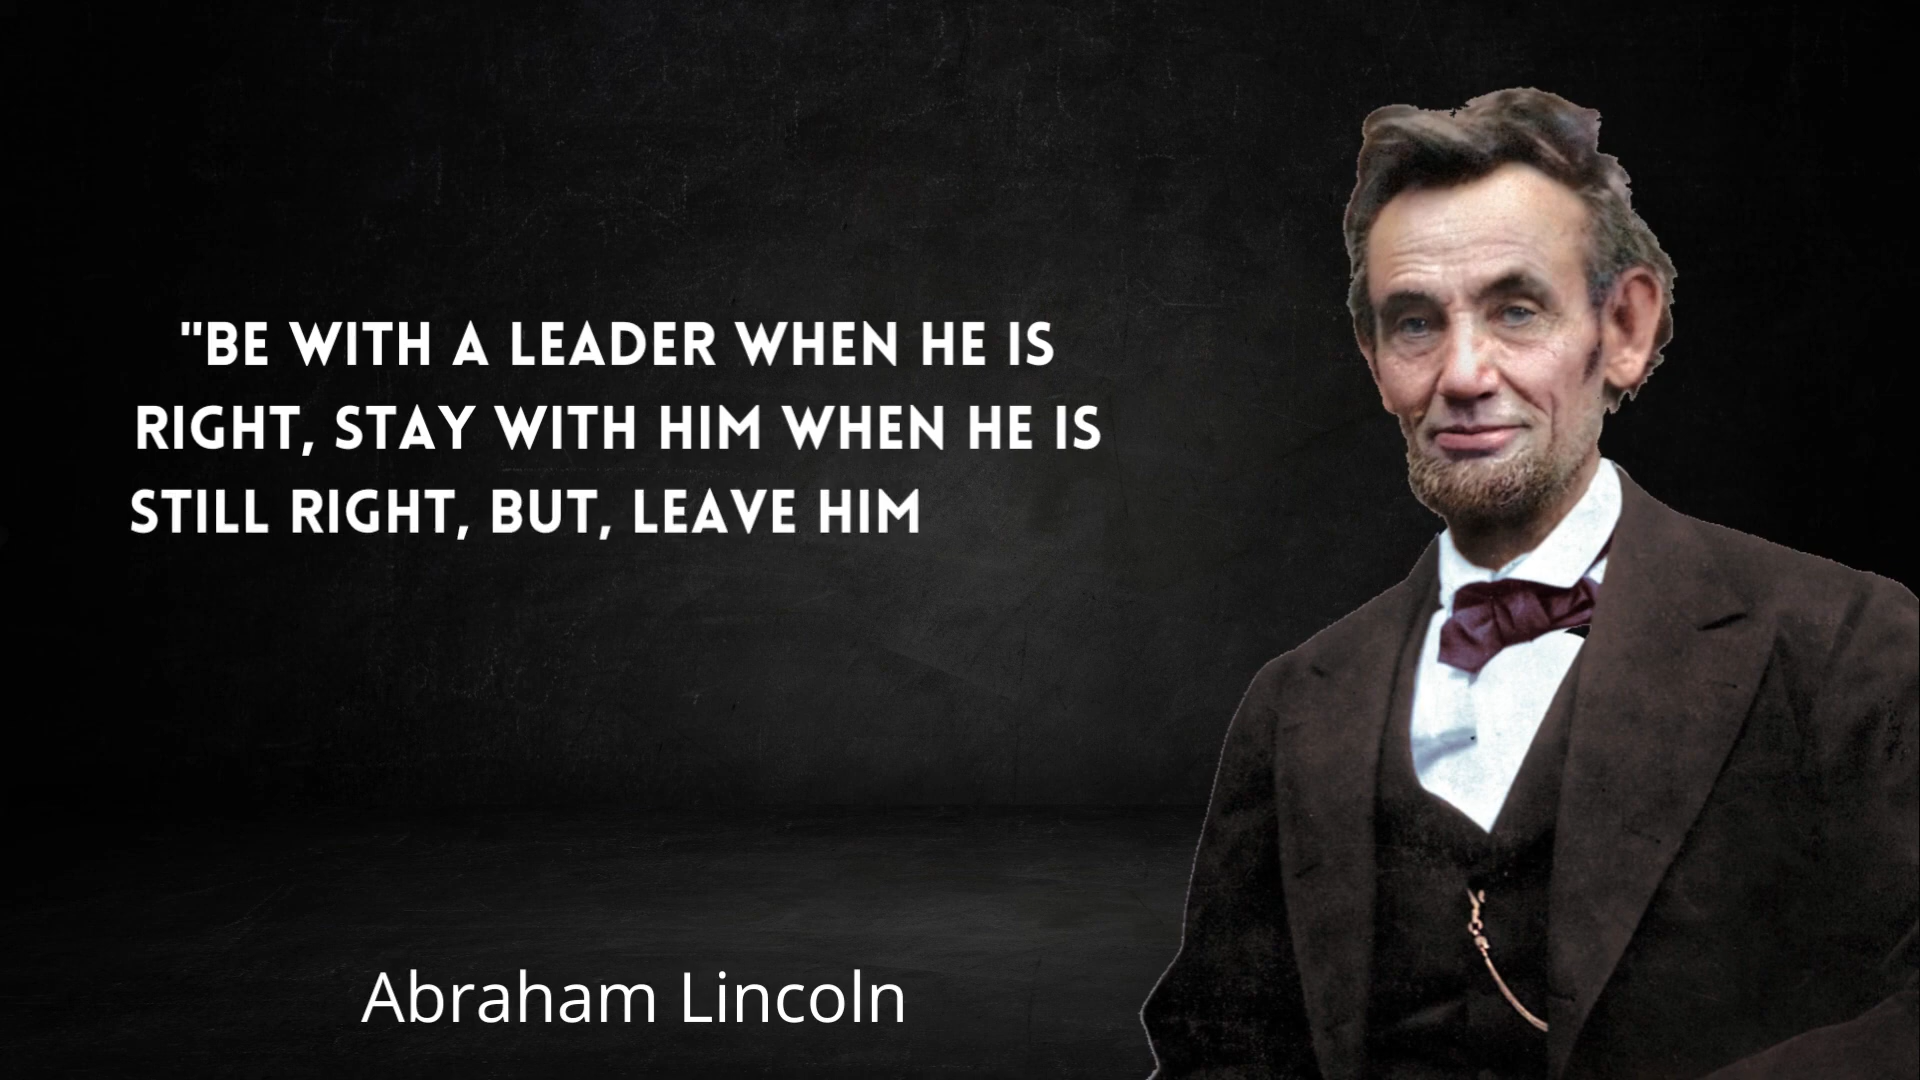 "BE WITH A LEADER WHEN HE IS
RIGHT, STAY WITH HIM WHEN HE IS
STILL RIGHT, BUT, LEAVE HIM
Abraham Lincoln